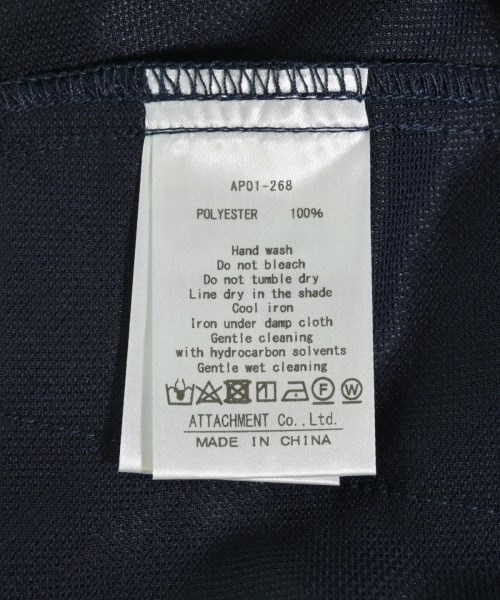 AP01-268
POLYESTER 100%
Hand wash
Do not bleach
Do not tumble dry
Line dry in the shade
Cool iron
Iron under damp cloth
Gentle cleaning
with hydrocarbon solvents
Gentle wet cleaning
F W
ATTACHMENT Co.,Ltd.
MADE IN CHINA